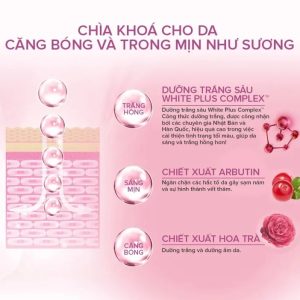 CHÌA KHOÁ CHO DA
CĂNG BÓNG VÀ TRONG MỊN NHƯ SƯƠNG
TRẮNG
HỒNG
DƯỠNG TRẮNG SÂU
WHITE PLUS COMPLEX™
Dưỡng trắng sâu White Plus Complex™
Công thức dưỡng trắng, được công nhận
bởi các chuyên gia Nhật Bản và
Hàn Quốc, hiệu quả cao trong việc
cải thiện tình trạng tối màu, giúp da
sáng và trắng hồng hơn!
SÁNG
MỊN
CHIẾT XUẤT ARBUTIN
Ngăn chặn các hắc tố da gây sạm nám
và sự hình thành vết thâm.
CĂNG
BÓNG
CHIẾT XUẤT HOA TRÀ
Dưỡng trắng và dưỡng ẩm da.